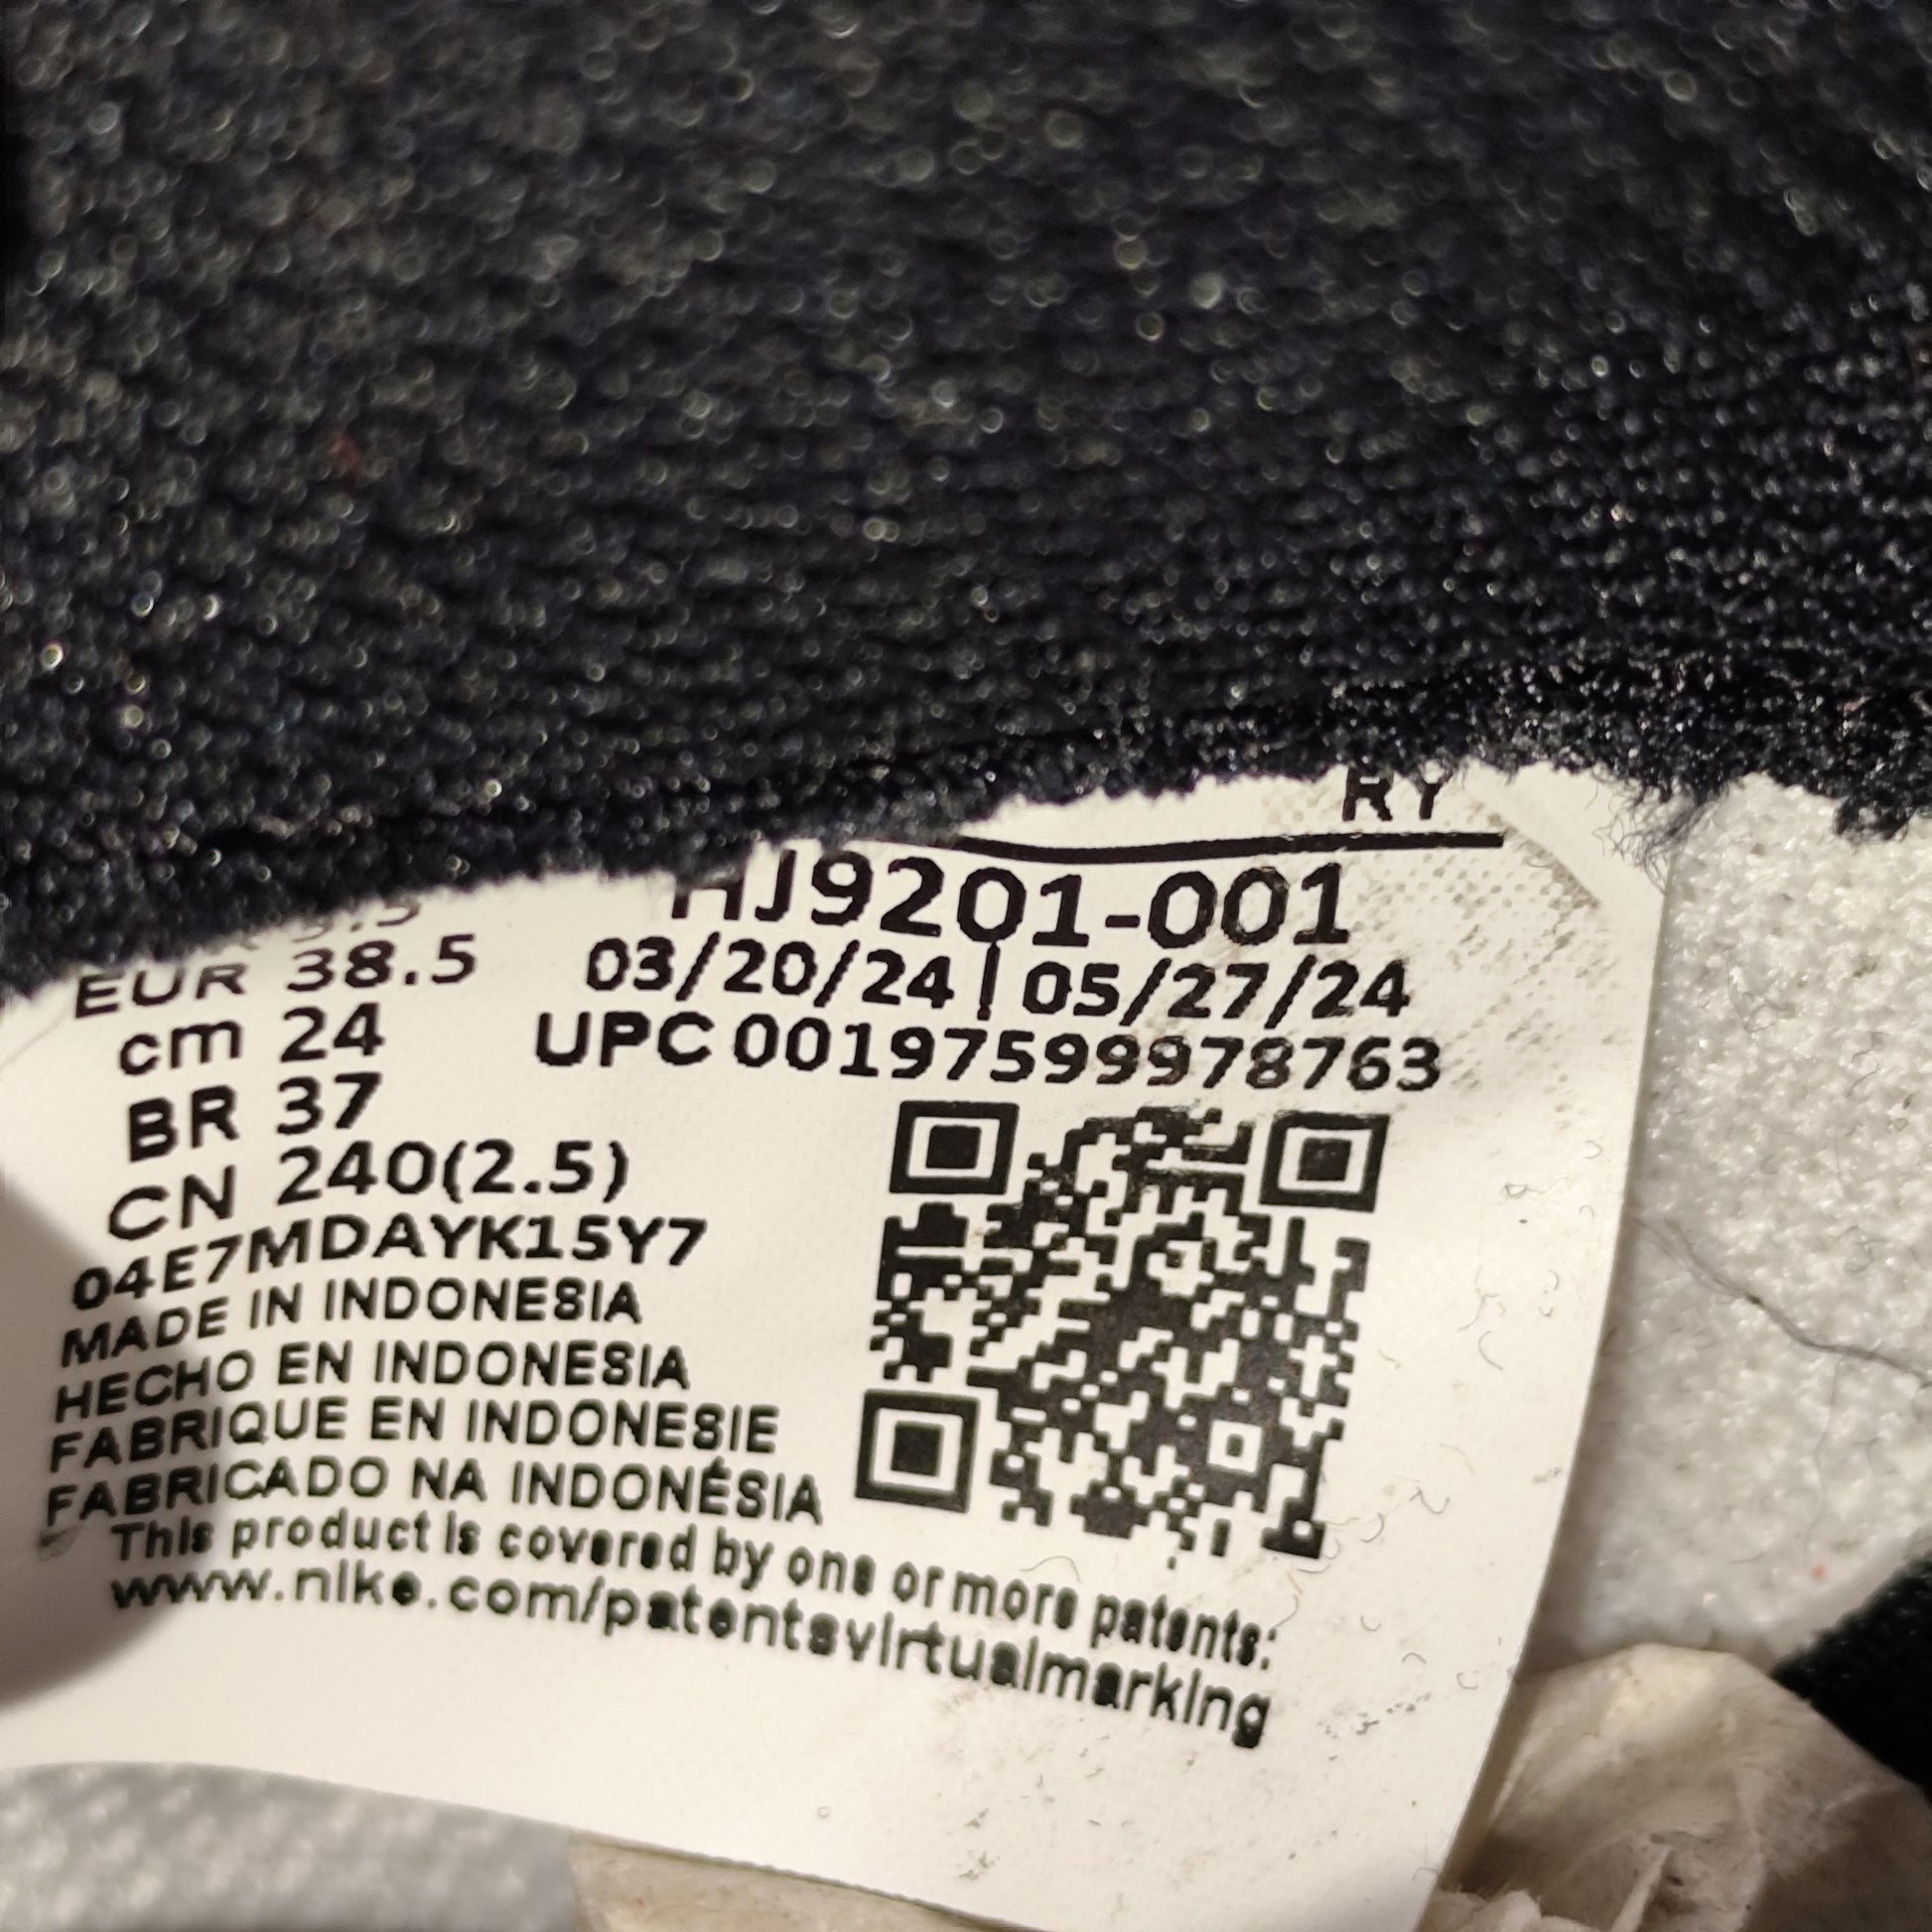 RY
HJ9201-001
EUR 38.5
03/20/24 | 05/27/24
cm 24
UPC 00197599978763
BR 37
CN 240(2.5)
04E7MDAYK15Y7
MADE IN INDONESIA
HECHO EN INDONESIA
FABRIQUE EN INDONESIE
FABRICADO NA INDONÉSIA
This product is covered by one or more patents:
www.nike.com/patentsvirtualmarking